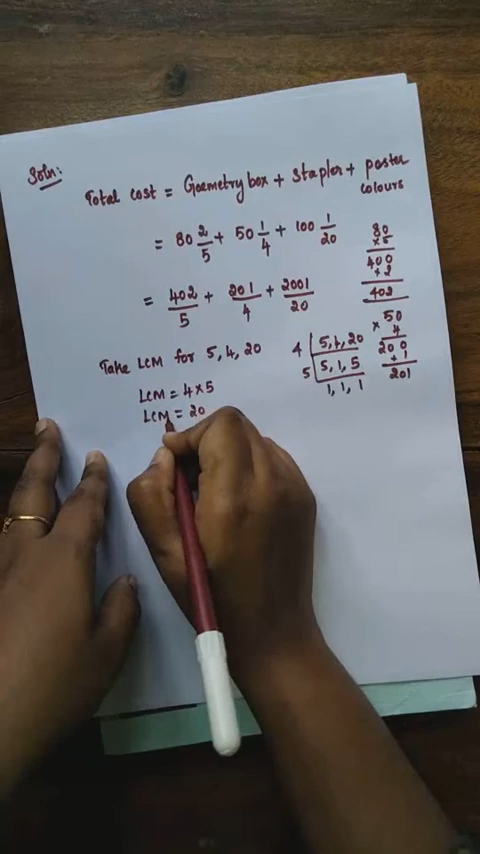 Soln:
Total cost = Geometry box + stapler + poster
colours
= 80 2/5 + 50 1/4 + 100 1/20
= 402/5 + 201/4 + 2001/20
80
×5
400
+2
402
× 50
4
200
+1
201
Take LCM for 5, 4, 20
4 | 5, 4, 20
5 | 5, 1, 5
1, 1, 1
LCM = 4×5
LCM = 20